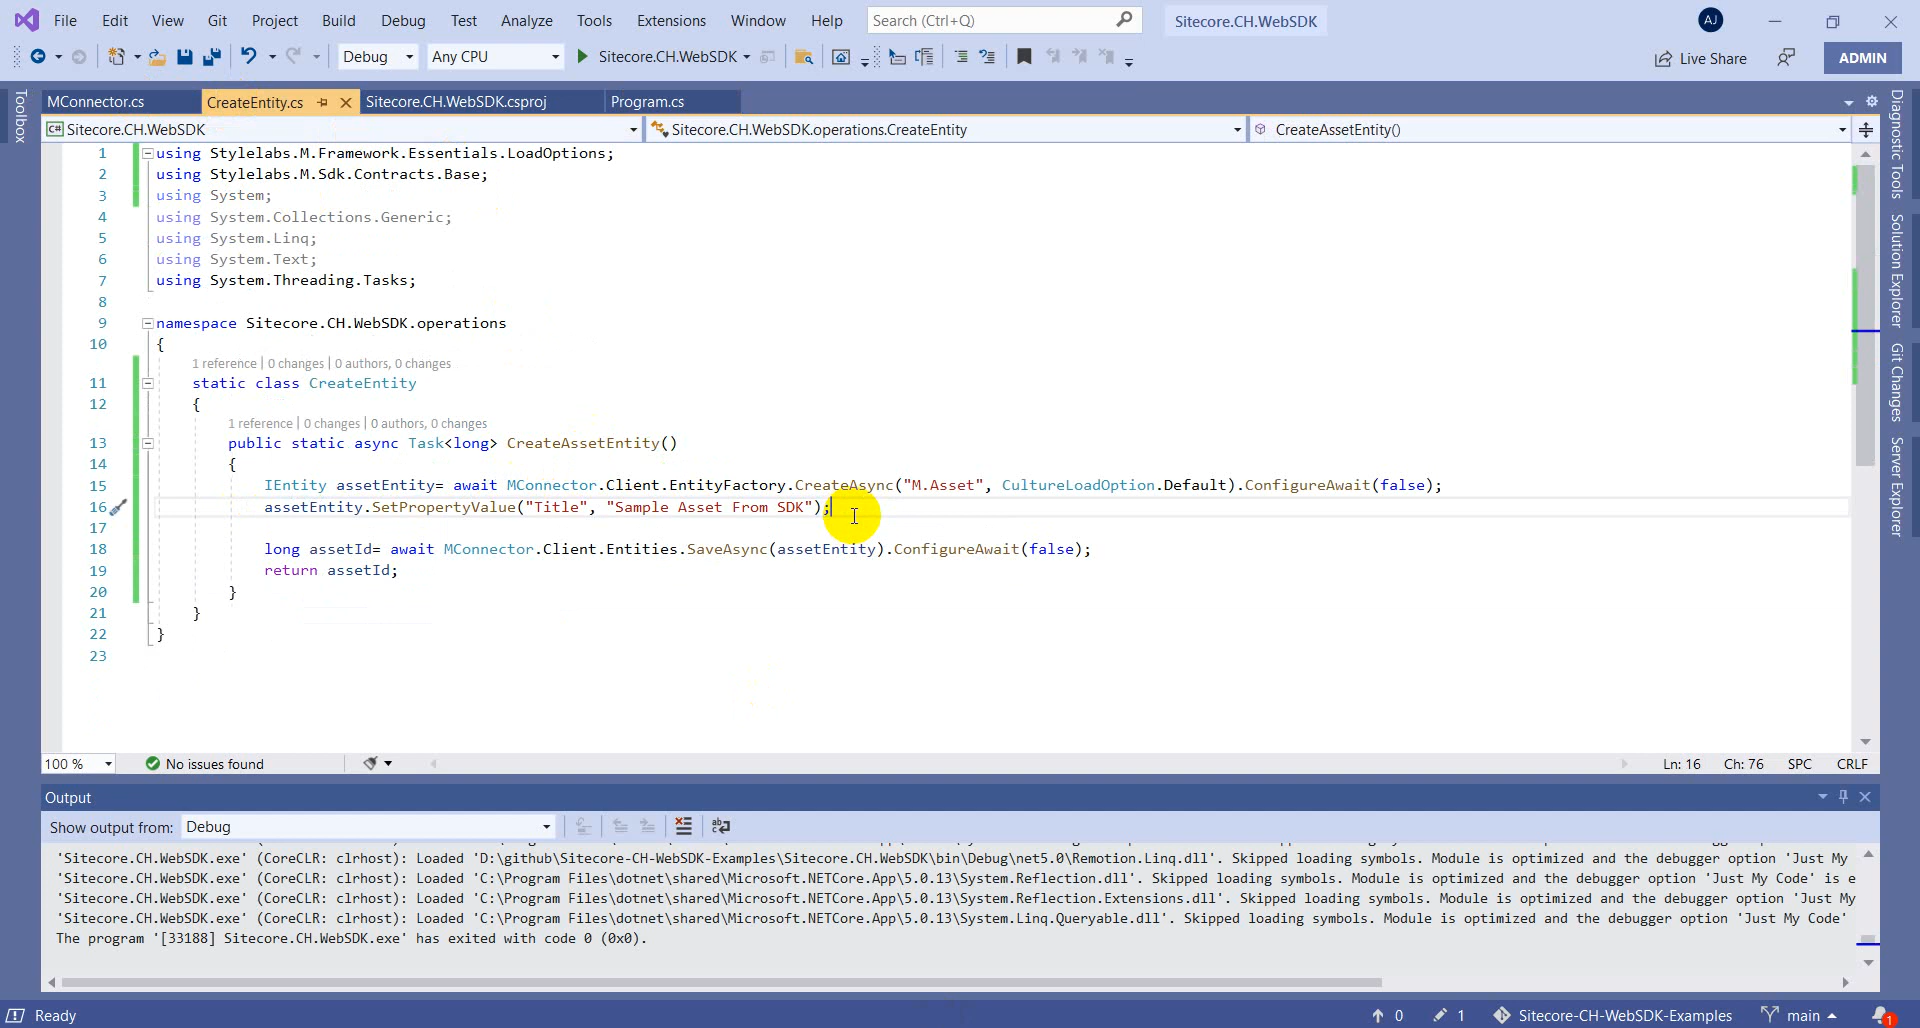 File Edit View Git Project Build Debug Test Analyze Tools Extensions Window Help Search (Ctrl+Q) Sitecore.CH.WebSDK AJ
Debug Any CPU Sitecore.CH.WebSDK Live Share ADMIN
Toolbox
MConnector.cs CreateEntity.cs Sitecore.CH.WebSDK.csproj Program.cs
C# Sitecore.CH.WebSDK Sitecore.CH.WebSDK.operations.CreateEntity CreateAssetEntity()
1 using Stylelabs.M.Framework.Essentials.LoadOptions;
2 using Stylelabs.M.Sdk.Contracts.Base;
3 using System;
4 using System.Collections.Generic;
5 using System.Linq;
6 using System.Text;
7 using System.Threading.Tasks;
8
9 namespace Sitecore.CH.WebSDK.operations
10 {
1 reference | 0 changes | 0 authors, 0 changes
11 static class CreateEntity
12 {
1 reference | 0 changes | 0 authors, 0 changes
13 public static async Task<long> CreateAssetEntity()
14 {
15 IEntity assetEntity= await MConnector.Client.EntityFactory.CreateAsync("M.Asset", CultureLoadOption.Default).ConfigureAwait(false);
16 assetEntity.SetPropertyValue("Title", "Sample Asset From SDK");
17
18 long assetId= await MConnector.Client.Entities.SaveAsync(assetEntity).ConfigureAwait(false);
19 return assetId;
20 }
21 }
22 }
23
Diagnostic Tools
Solution Explorer
Git Changes
Server Explorer
100 % No issues found Ln: 16 Ch: 76 SPC CRLF
Output
Show output from: Debug
'Sitecore.CH.WebSDK.exe' (CoreCLR: clrhost): Loaded 'D:\github\Sitecore-CH-WebSDK-Examples\Sitecore.CH.WebSDK\bin\Debug\net5.0\Remotion.Linq.dll'. Skipped loading symbols. Module is optimized and the debugger option 'Just My
'Sitecore.CH.WebSDK.exe' (CoreCLR: clrhost): Loaded 'C:\Program Files\dotnet\shared\Microsoft.NETCore.App\5.0.13\System.Reflection.dll'. Skipped loading symbols. Module is optimized and the debugger option 'Just My Code' is e
'Sitecore.CH.WebSDK.exe' (CoreCLR: clrhost): Loaded 'C:\Program Files\dotnet\shared\Microsoft.NETCore.App\5.0.13\System.Reflection.Extensions.dll'. Skipped loading symbols. Module is optimized and the debugger option 'Just My
'Sitecore.CH.WebSDK.exe' (CoreCLR: clrhost): Loaded 'C:\Program Files\dotnet\shared\Microsoft.NETCore.App\5.0.13\System.Linq.Queryable.dll'. Skipped loading symbols. Module is optimized and the debugger option 'Just My Code'
The program '[33188] Sitecore.CH.WebSDK.exe' has exited with code 0 (0x0).
Ready 0 1 Sitecore-CH-WebSDK-Examples main 1